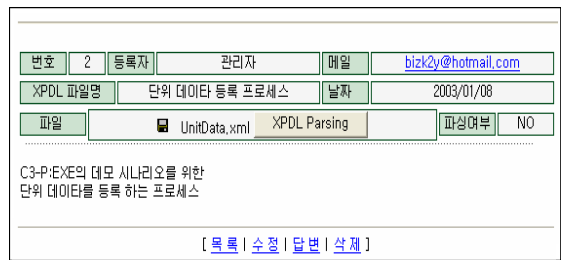 번호 2 등록자 관리자 메일 bizk2y@hotmail.com
XPDL 파일명 단위 데이타 등록 프로세스 날짜 2003/01/08
파일 UnitData.xml XPDL Parsing 파싱여부 NO
C3-P:EXE의 데모 시나리오를 위한
단위 데이타를 등록 하는 프로세스
[ 목록 | 수정 | 답변 | 삭제 ]